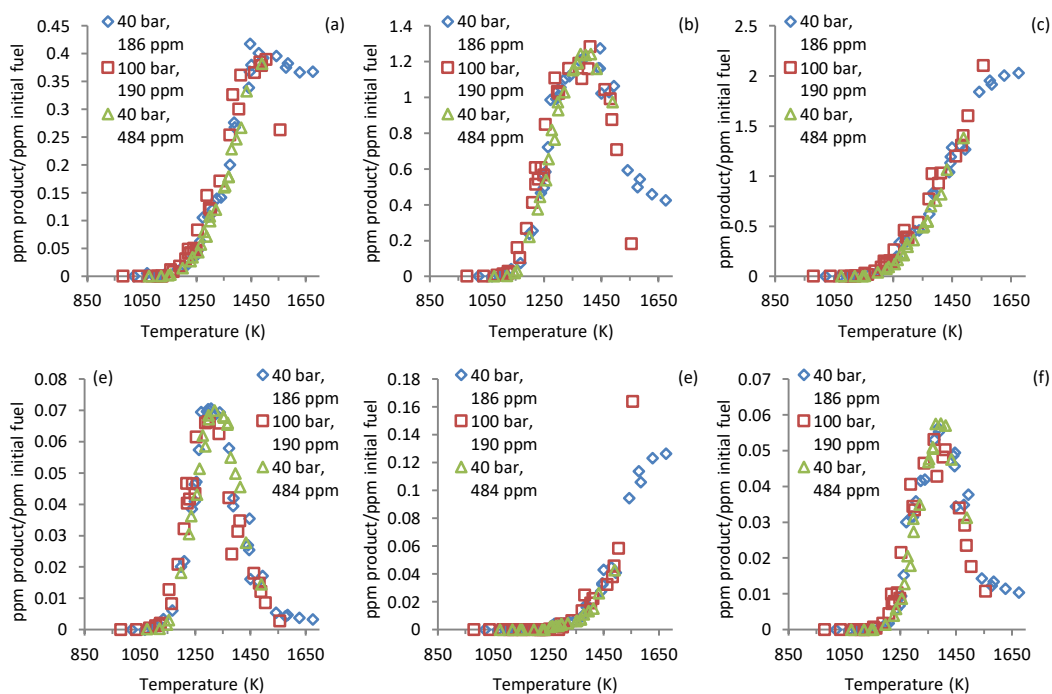 40 bar,
186 ppm
100 bar,
190 ppm
40 bar,
484 ppm
(a)
ppm product/ppm initial fuel
0.45
0.4
0.35
0.3
0.25
0.2
0.15
0.1
0.05
0
850 1050 1250 1450 1650
Temperature (K)
40 bar,
186 ppm
100 bar,
190 ppm
40 bar,
484 ppm
(b)
ppm product/ppm initial fuel
1.6
1.4
1.2
1
0.8
0.6
0.4
0.2
0
850 1050 1250 1450 1650
Temperature (K)
40 bar,
186 ppm
100 bar,
190 ppm
40 bar,
484 ppm
(c)
ppm product/ppm initial fuel
2.5
2
1.5
1
0.5
0
850 1050 1250 1450 1650
Temperature (K)
(e)
40 bar,
186 ppm
100 bar,
190 ppm
40 bar,
484 ppm
ppm product/ppm initial fuel
0.08
0.07
0.06
0.05
0.04
0.03
0.02
0.01
0
850 1050 1250 1450 1650
Temperature (K)
40 bar,
186 ppm
100 bar,
190 ppm
40 bar,
484 ppm
(e)
ppm product/ppm initial fuel
0.18
0.16
0.14
0.12
0.1
0.08
0.06
0.04
0.02
0
850 1050 1250 1450 1650
Temperature (K)
40 bar,
186 ppm
100 bar,
190 ppm
40 bar,
484 ppm
(f)
ppm product/ppm initial fuel
0.07
0.06
0.05
0.04
0.03
0.02
0.01
0
850 1050 1250 1450 1650
Temperature (K)